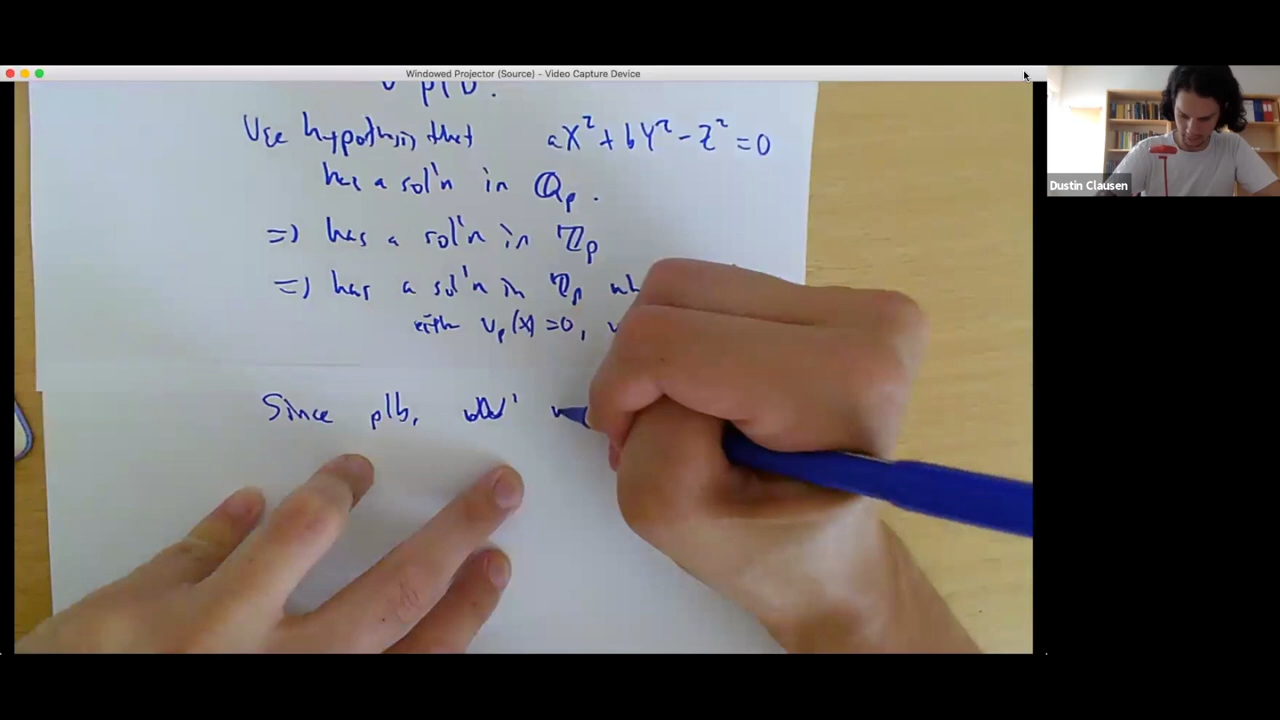 Windowed Projector (Source) - Video Capture Device
p|b.
Use hypothesis that aX² + bY² - Z² = 0
has a sol'n in ℚₚ.
⇒ has a sol'n in ℤₚ
⇒ has a sol'n in ℤₚ wh
with vₚ(x) = 0, v
Since p|b,
Dustin Clausen